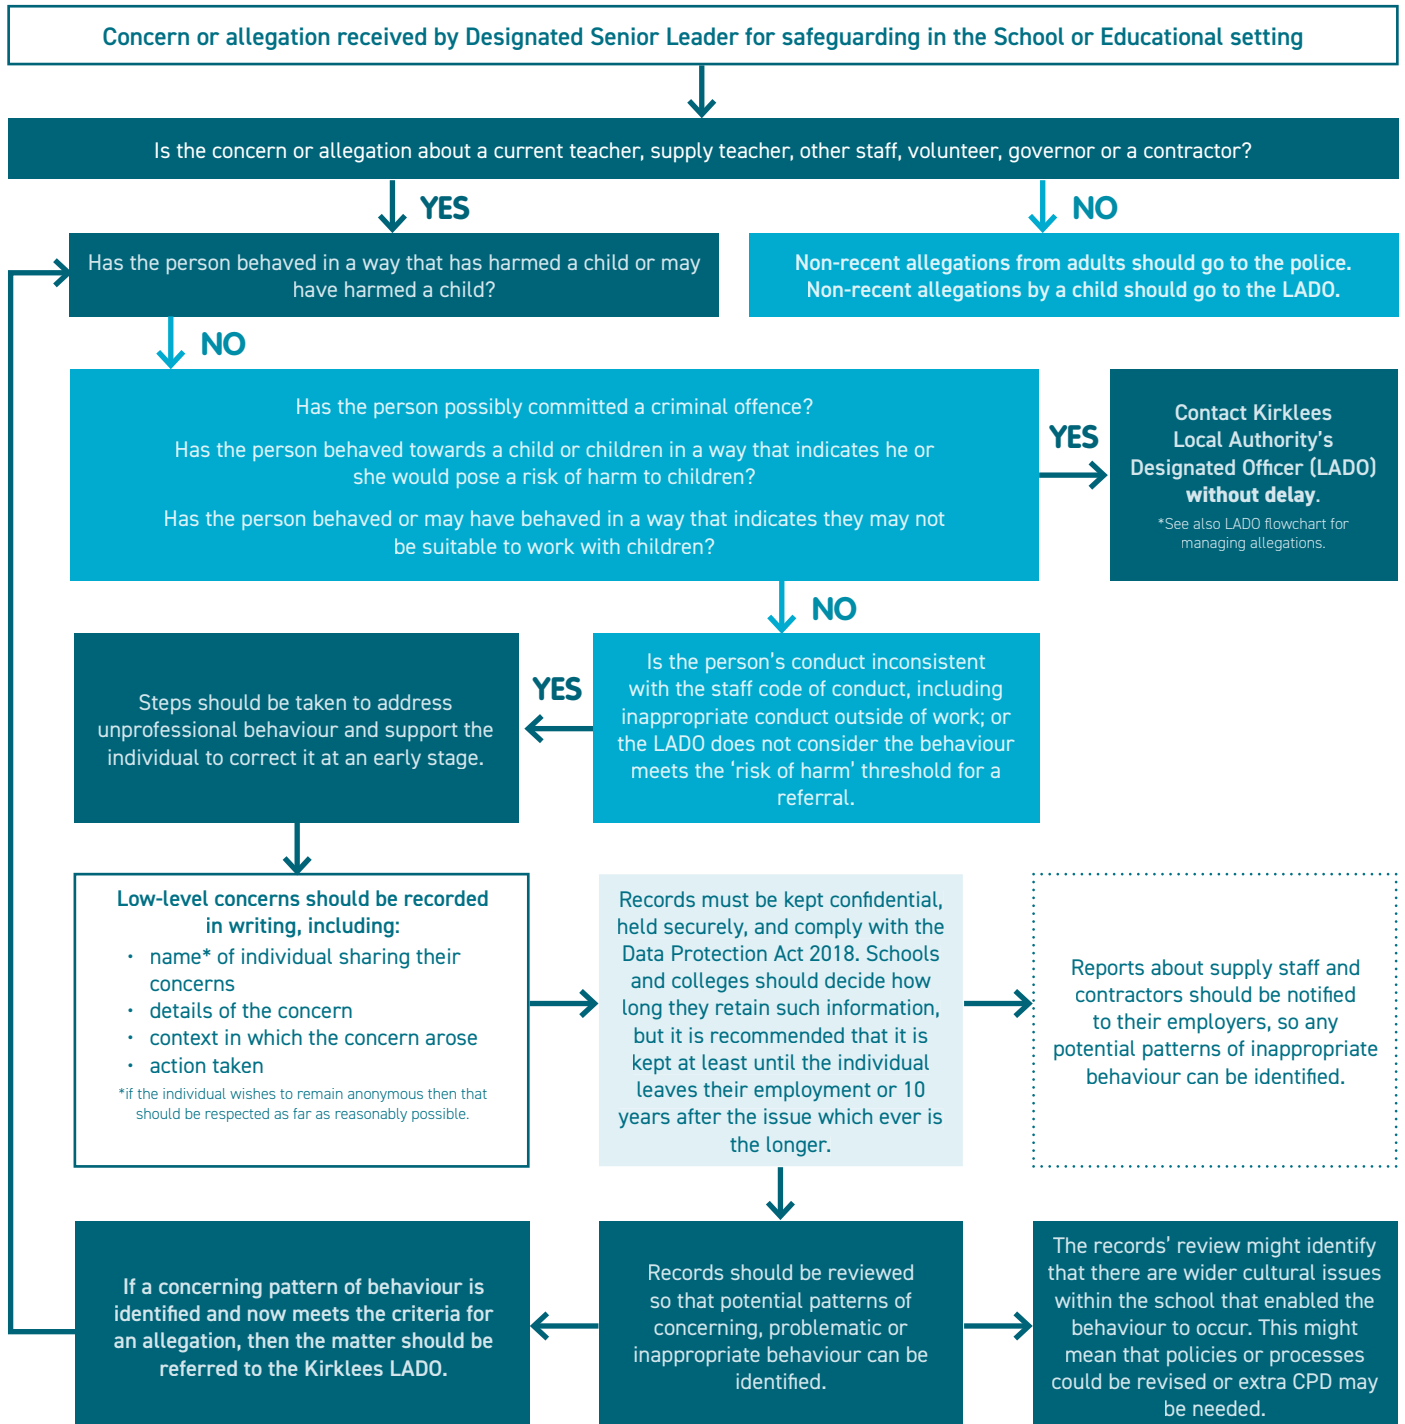 Concern or allegation received by Designated Senior Leader for safeguarding in the School or Educational setting
Is the concern or allegation about a current teacher, supply teacher, other staff, volunteer, governor or a contractor?
YES
NO
Has the person behaved in a way that has harmed a child or may
have harmed a child?
Non-recent allegations from adults should go to the police.
Non-recent allegations by a child should go to the LADO.
NO
Has the person possibly committed a criminal offence?
Has the person behaved towards a child or children in a way that indicates he or
she would pose a risk of harm to children?
Has the person behaved or may have behaved in a way that indicates they may not
be suitable to work with children?
YES
Contact Kirklees
Local Authority's
Designated Officer (LADO)
without delay.
*See also LADO flowchart for
managing allegations.
NO
Is the person's conduct inconsistent
with the staff code of conduct, including
inappropriate conduct outside of work; or
the LADO does not consider the behaviour
meets the ‘risk of harm’ threshold for a
referral.
YES
Steps should be taken to address
unprofessional behaviour and support the
individual to correct it at an early stage.
Low-level concerns should be recorded
in writing, including:
• name* of individual sharing their
concerns
• details of the concern
• context in which the concern arose
• action taken
*if the individual wishes to remain anonymous then that
should be respected as far as reasonably possible.
Records must be kept confidential,
held securely, and comply with the
Data Protection Act 2018. Schools
and colleges should decide how
long they retain such information,
but it is recommended that it is
kept at least until the individual
leaves their employment or 10
years after the issue which ever is
the longer.
Reports about supply staff and
contractors should be notified
to their employers, so any
potential patterns of inappropriate
behaviour can be identified.
If a concerning pattern of behaviour is
identified and now meets the criteria for
an allegation, then the matter should be
referred to the Kirklees LADO.
Records should be reviewed
so that potential patterns of
concerning, problematic or
inappropriate behaviour can be
identified.
The records' review might identify
that there are wider cultural issues
within the school that enabled the
behaviour to occur. This might
mean that policies or processes
could be revised or extra CPD may
be needed.